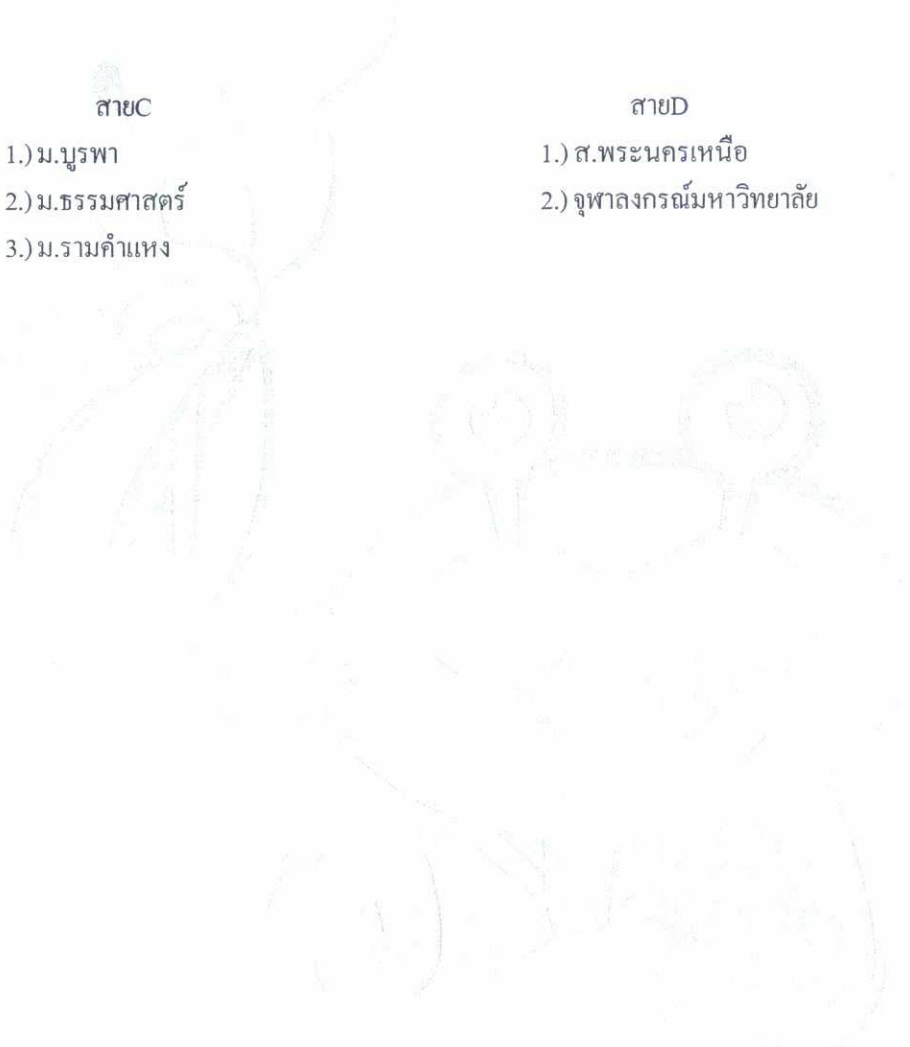 สายC
1.) ม.บูรพา
2.) ม.ธรรมศาสตร์
3.) ม.รามคำแหง
สายD
1.) ส.พระนครเหนือ
2.) จุฬาลงกรณ์มหาวิทยาลัย